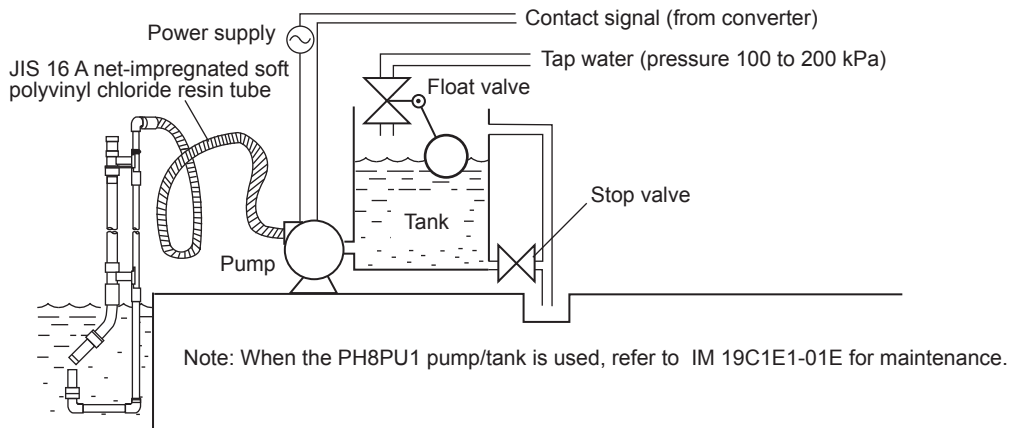 Contact signal (from converter)
Power supply
Tap water (pressure 100 to 200 kPa)
JIS 16 A net-impregnated soft
polyvinyl chloride resin tube
Float valve
Stop valve
Tank
Pump
Note: When the PH8PU1 pump/tank is used, refer to IM 19C1E1-01E for maintenance.